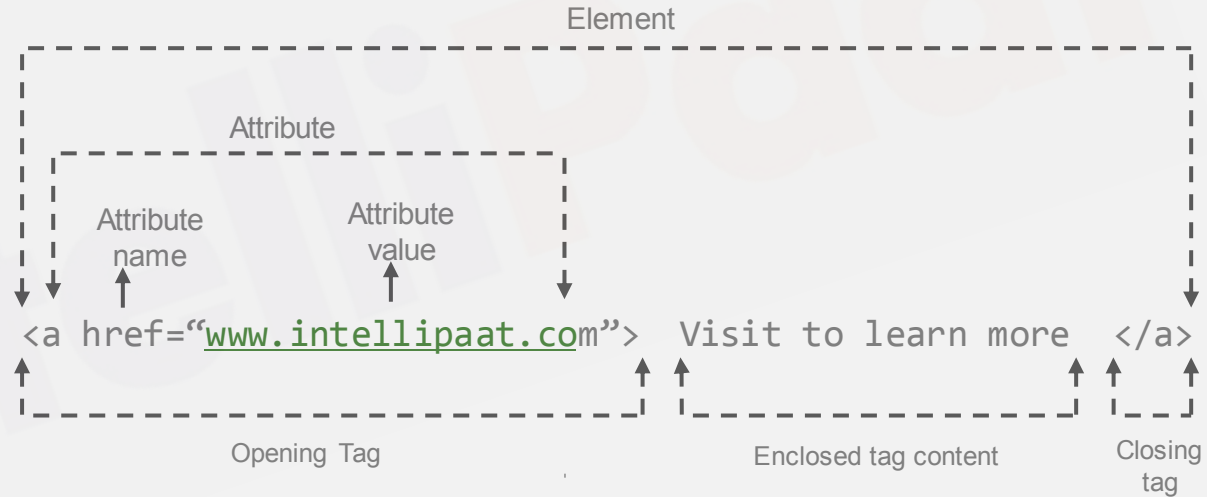 Element
Attribute
Attribute
name
Attribute
value
<a href=“www.intellipaat.com”> Visit to learn more </a>
Opening Tag
Enclosed tag content
Closing
tag